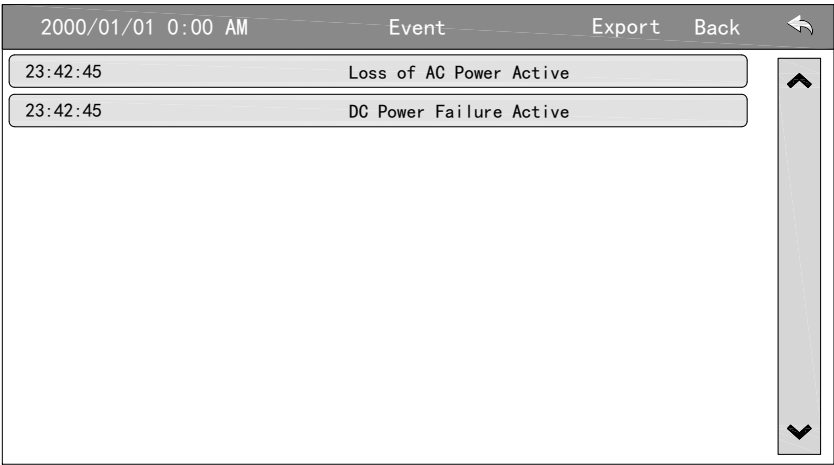 2000/01/01 0:00 AM Event Export Back
23:42:45 Loss of AC Power Active
23:42:45 DC Power Failure Active